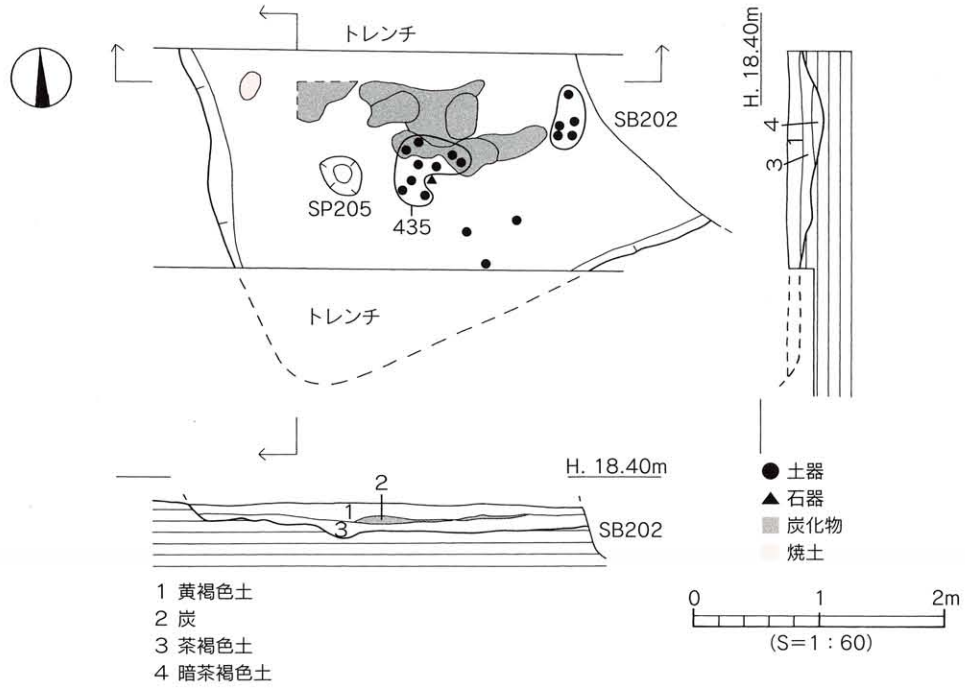 トレンチ
SB202
SP205
435
トレンチ
H. 18.40m
4
3
H. 18.40m
2
1
3
SB202
1 黄褐色土
2 炭
3 茶褐色土
4 暗茶褐色土
土器
石器
炭化物
焼土
0 1 2m
(S=1:60)